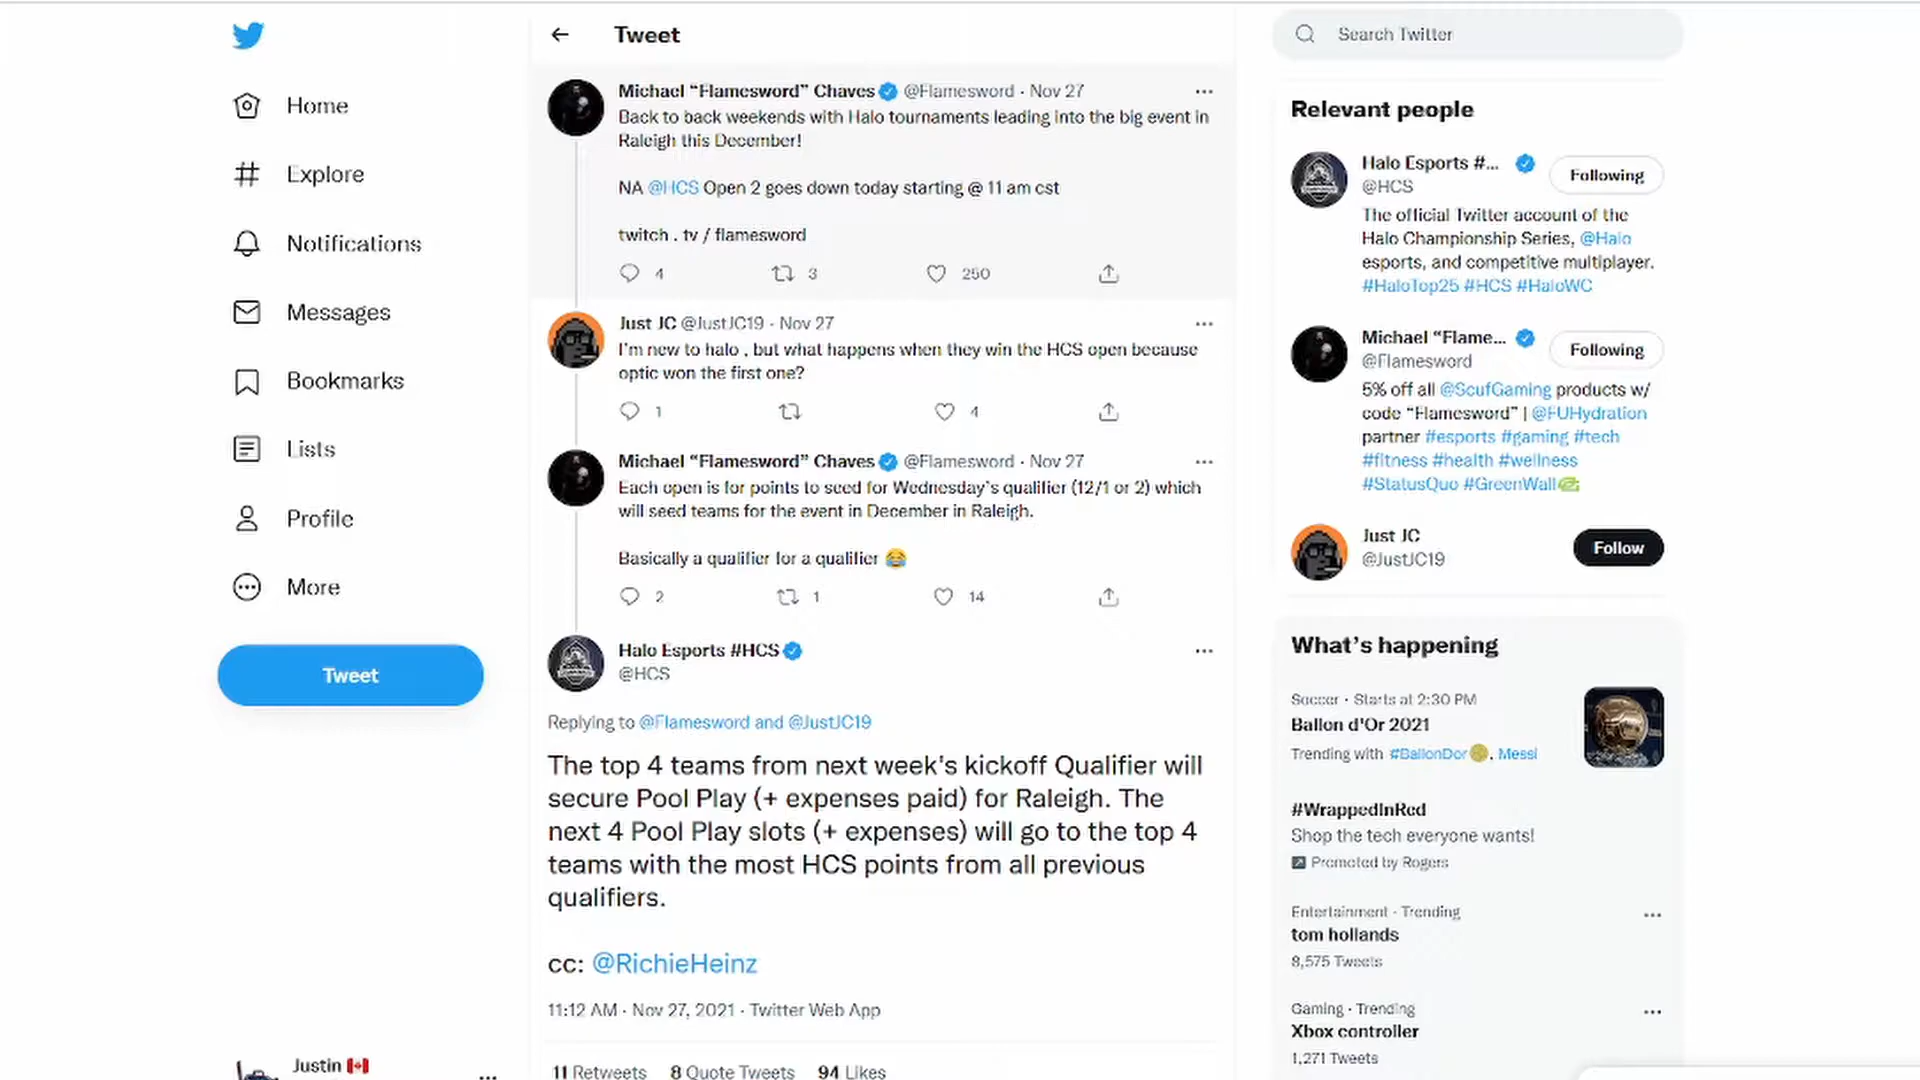 Home
Explore
Notifications
Messages
Bookmarks
Lists
Profile
More
Tweet
Justin
Tweet
Michael “Flamesword” Chaves @Flamesword · Nov 27
Back to back weekends with Halo tournaments leading into the big event in
Raleigh this December!
NA @HCS Open 2 goes down today starting @ 11 am cst
twitch . tv / flamesword
4 3 250
Just JC @JustJC19 · Nov 27
I'm new to halo , but what happens when they win the HCS open because
optic won the first one?
1 4
Michael “Flamesword” Chaves @Flamesword · Nov 27
Each open is for points to seed for Wednesday's qualifier (12/1 or 2) which
will seed teams for the event in December in Raleigh.
Basically a qualifier for a qualifier 😂
2 1 14
Halo Esports #HCS
@HCS
Replying to @Flamesword and @JustJC19
The top 4 teams from next week's kickoff Qualifier will
secure Pool Play (+ expenses paid) for Raleigh. The
next 4 Pool Play slots (+ expenses) will go to the top 4
teams with the most HCS points from all previous
qualifiers.
cc: @RichieHeinz
11:12 AM · Nov 27, 2021 · Twitter Web App
11 Retweets 8 Quote Tweets 94 Likes
Search Twitter
Relevant people
Halo Esports #...
Following
@HCS
The official Twitter account of the
Halo Championship Series, @Halo
esports, and competitive multiplayer.
#HaloTop25 #HCS #HaloWC
Michael “Flame...
Following
@Flamesword
5% off all @ScufGaming products w/
code “Flamesword” | @FUHydration
partner #esports #gaming #tech
#fitness #health #wellness
#StatusQuo #GreenWall
Just JC
Follow
@JustJC19
What's happening
Soccer · Starts at 2:30 PM
Ballon d'Or 2021
Trending with #BallonDor, Messi
#WrappedInRed
Shop the tech everyone wants!
Promoted by Rogers
Entertainment · Trending
tom hollands
8,575 Tweets
Gaming · Trending
Xbox controller
1,271 Tweets